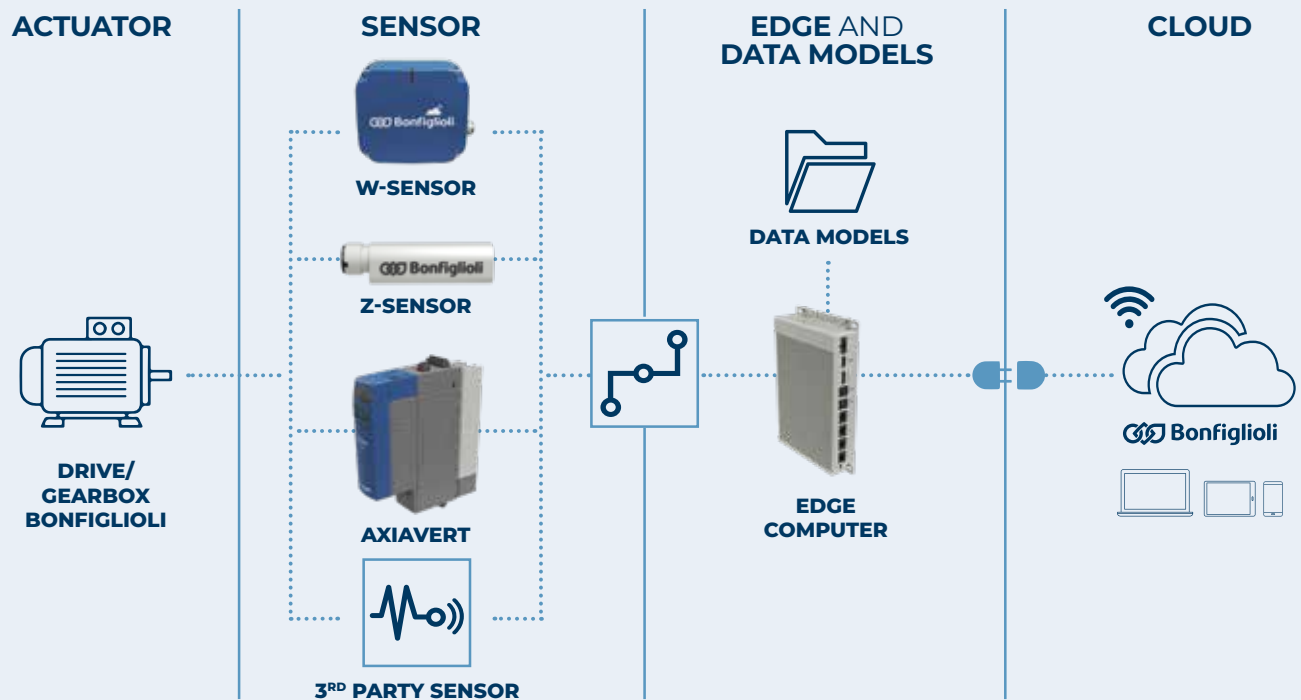 ACTUATOR
SENSOR
EDGE AND
DATA MODELS
CLOUD
Bonfiglioli
W-SENSOR
Bonfiglioli
Z-SENSOR
AXIAVERT
3RD PARTY SENSOR
DRIVE/
GEARBOX
BONFIGLIOLI
DATA MODELS
EDGE
COMPUTER
Bonfiglioli